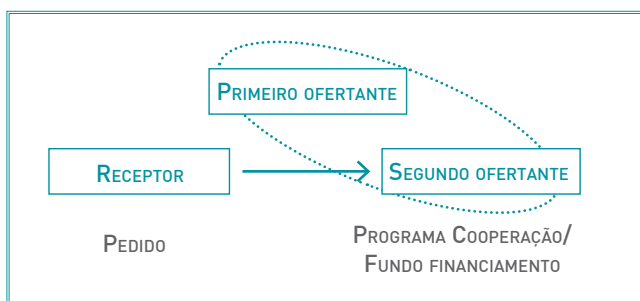 Primeiro ofertante
Receptor
Segundo ofertante
Pedido
Programa Cooperação/
Fundo financiamento